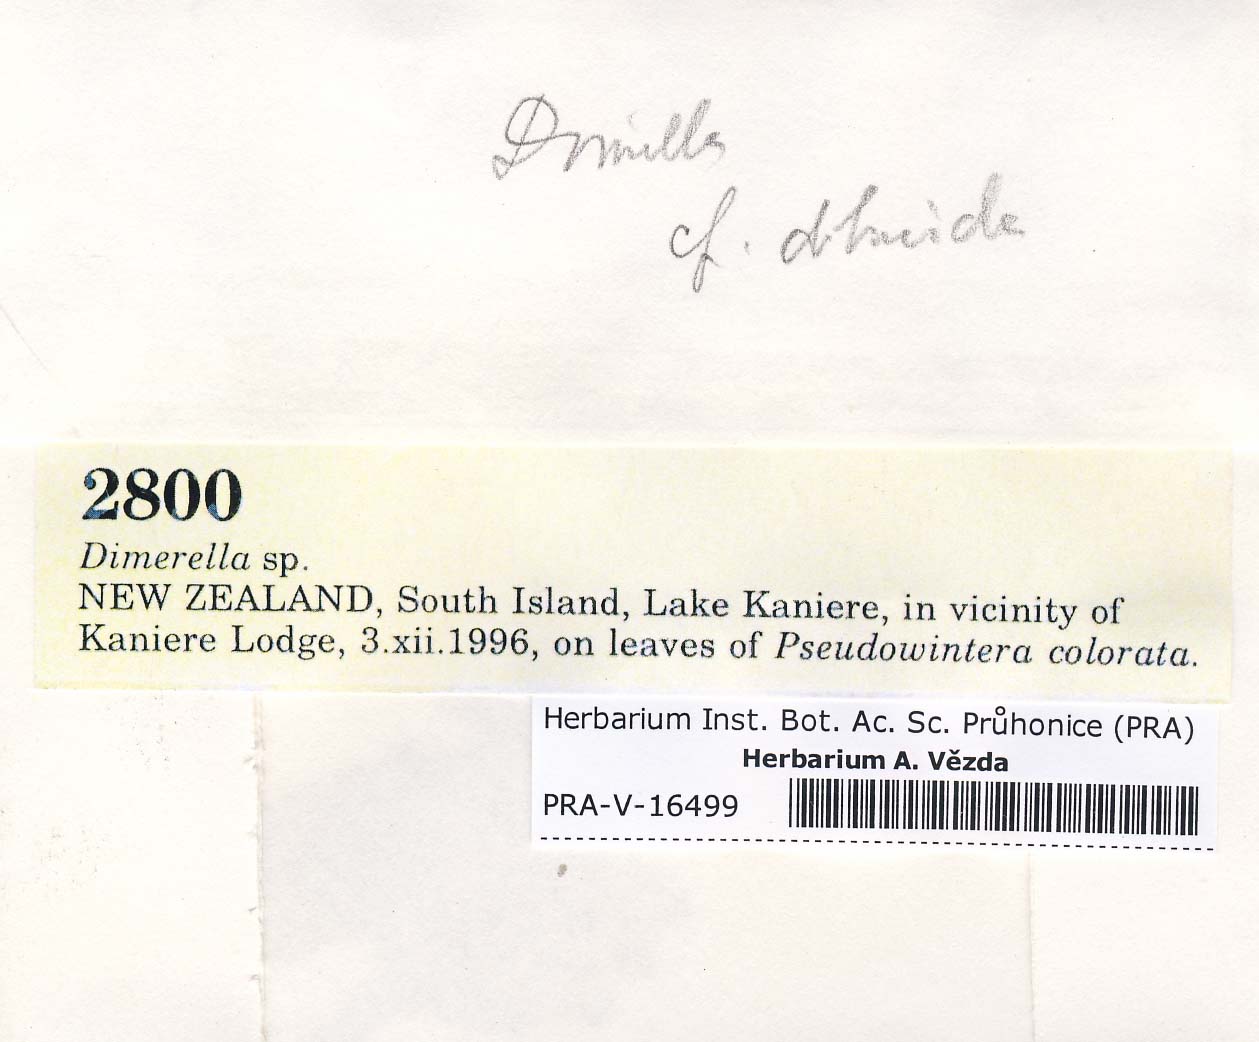 cf.
2800
Dimerella sp.
NEW ZEALAND, South Island, Lake Kaniere, in vicinity of
Kaniere Lodge, 3.xii.1996, on leaves of Pseudowintera colorata.
Herbarium Inst. Bot. Ac. Sc. Průhonice (PRA)
Herbarium A. Vězda
PRA-V-16499